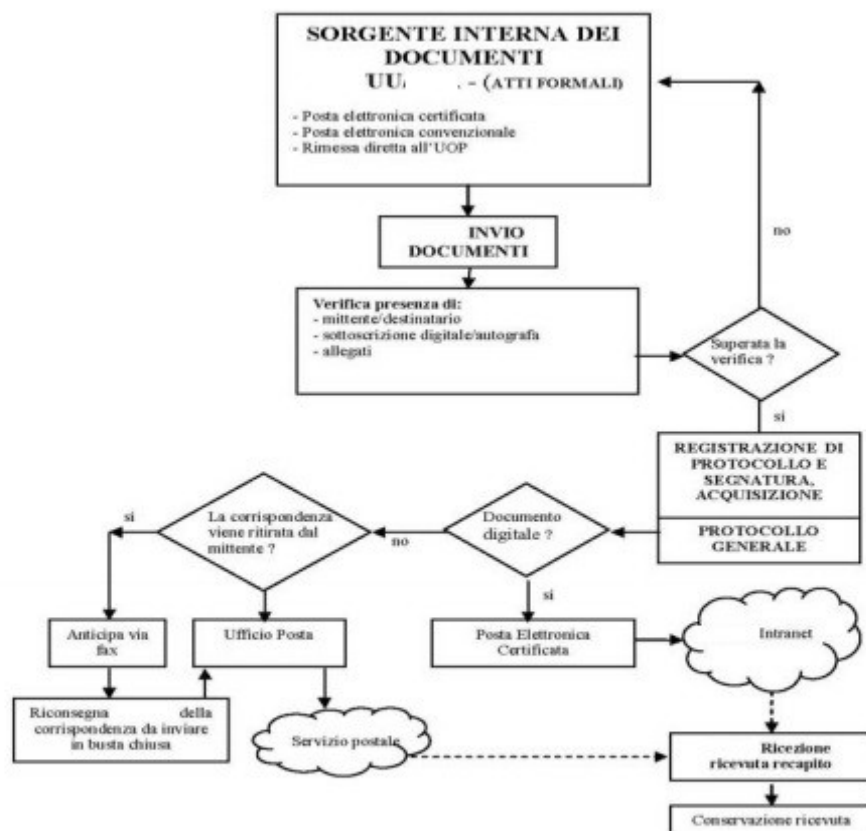 SORGENTE INTERNA DEI
DOCUMENTI
UU. - (ATTI FORMALI)
- Posta elettronica certificata
- Posta elettronica convenzionale
- Rimessa diretta all'UOP
INVIO
DOCUMENTI
no
Verifica presenza di:
- mittente/destinatario
- sottoscrizione digitale/autografa
- allegati
Superata la
verifica ?
si
REGISTRAZIONE DI
PROTOCOLLO E
SEGNATURA,
ACQUISIZIONE
PROTOCOLLO
GENERALE
Documento
digitale ?
no
si
La corrispondenza
viene ritirata dal
mittente ?
si
Anticipa via
fax
Ufficio Posta
Posta Elettronica
Certificata
Intranet
Riconsegna della
corrispondenza da inviare
in busta chiusa
Servizio postale
Ricezione
ricevuta recapito
Conservazione ricevuta